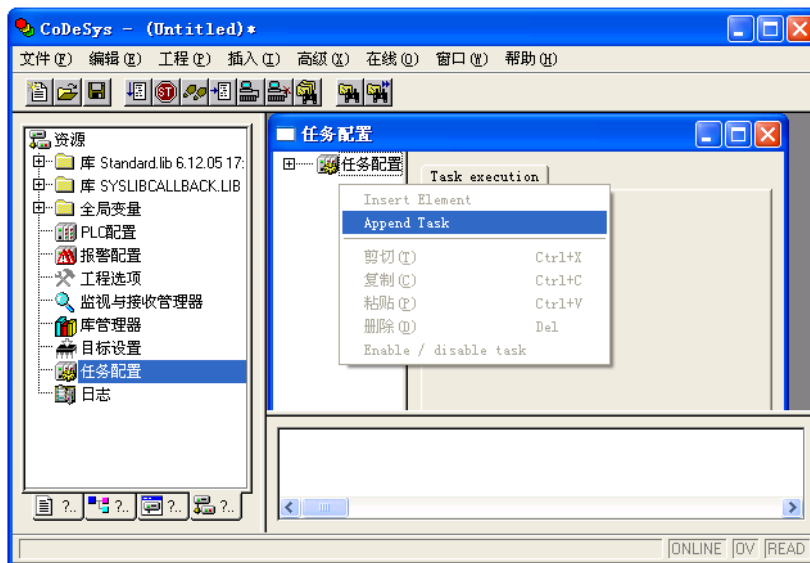 CoDeSys - (Untitled)*
文件(F) 编辑(E) 工程(P) 插入(I) 高级(X) 在线(O) 窗口(W) 帮助(H)
资源
库 Standard.lib 6.12.05 17:
库 SYSLIBCALLBACK.LIB
全局变量
PLC配置
报警配置
工程选项
监视与接收管理器
库管理器
目标设置
任务配置
日志
?.. ?.. ?.. ?..
任务配置
任务配置
Task execution
Insert Element
Append Task
剪切(T) Ctrl+X
复制(C) Ctrl+C
粘贴(P) Ctrl+V
删除(D) Del
Enable / disable task
ONLINE OV READ